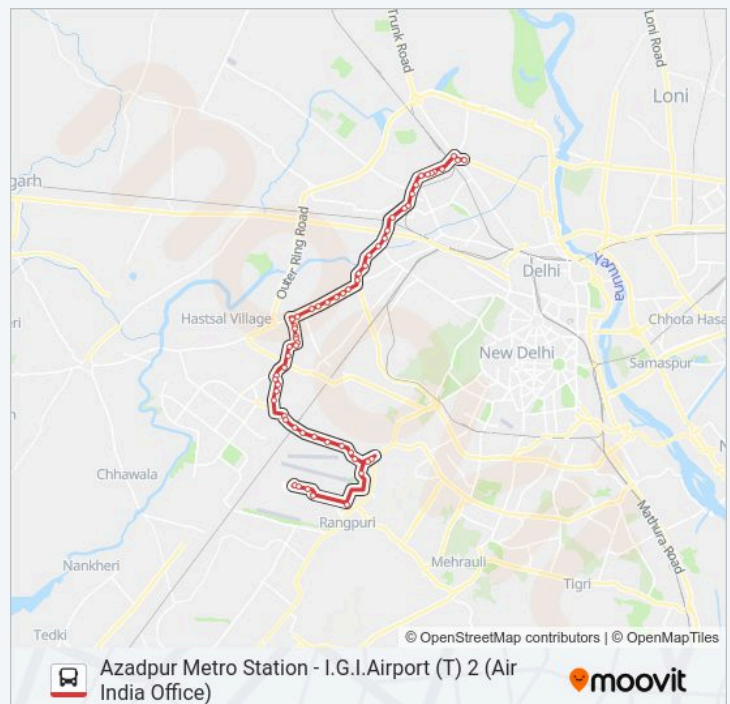 Trunk Road
Loni Road
Loni
garh
Outer Ring Road
Delhi
Yamuna
Hastsal Village
Chhota Hasa
eri
New Delhi
Samaspur
Chhawala
Rangpuri
Mathura Road
Nankheri
Mehrauli
Tigri
Tedki
© OpenStreetMap contributors | © OpenMapTiles
Azadpur Metro Station - I.G.I.Airport (T) 2 (Air
India Office)
moovit